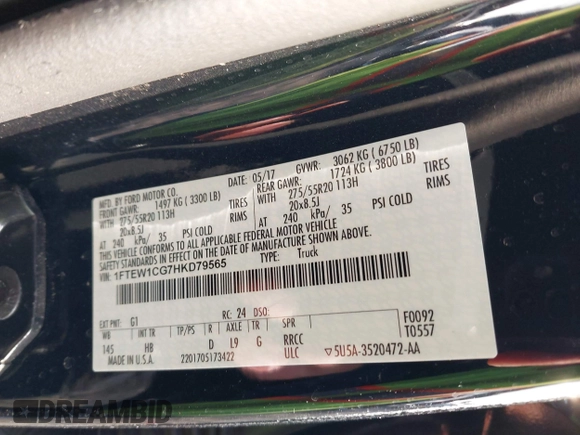 MFD. BY FORD MOTOR CO.
DATE: 05/17 GVWR: 3062 KG ( 6750 LB)
FRONT GAWR: 1497 KG ( 3300 LB) REAR GAWR: 1724 KG ( 3800 LB)
WITH 275/55R20 113H TIRES WITH 275/55R20 113H TIRES
20x8.5J RIMS 20x8.5J RIMS
AT 240 kPa/ 35 PSI COLD AT 240 kPa/ 35 PSI COLD
THIS VEHICLE CONFORMS TO ALL APPLICABLE FEDERAL MOTOR VEHICLE
SAFETY STANDARDS IN EFFECT ON THE DATE OF MANUFACTURE SHOWN ABOVE.
VIN: 1FTEW1CG7HKD79565 TYPE: Truck
EXT PNT: G1 RC: 24 DSO: F0092
WB INT TR TP/PS R AXLE TR SPR T0557
145 HB D L9 G RRCC
MADE IN U.S.A. 2201705173422 ULC ▽5U5A-3520472-AA
DREAMBID